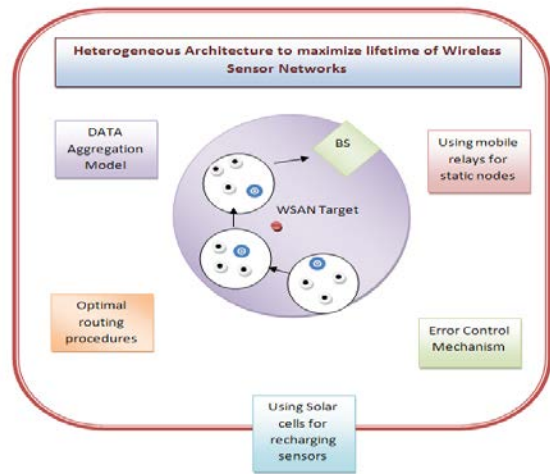 Heterogeneous Architecture to maximize lifetime of Wireless
Sensor Networks
DATA
Aggregation
Model
BS
Using mobile
relays for
static nodes
WSAN Target
Optimal
routing
procedures
Error Control
Mechanism
Using Solar
cells for
recharging
sensors